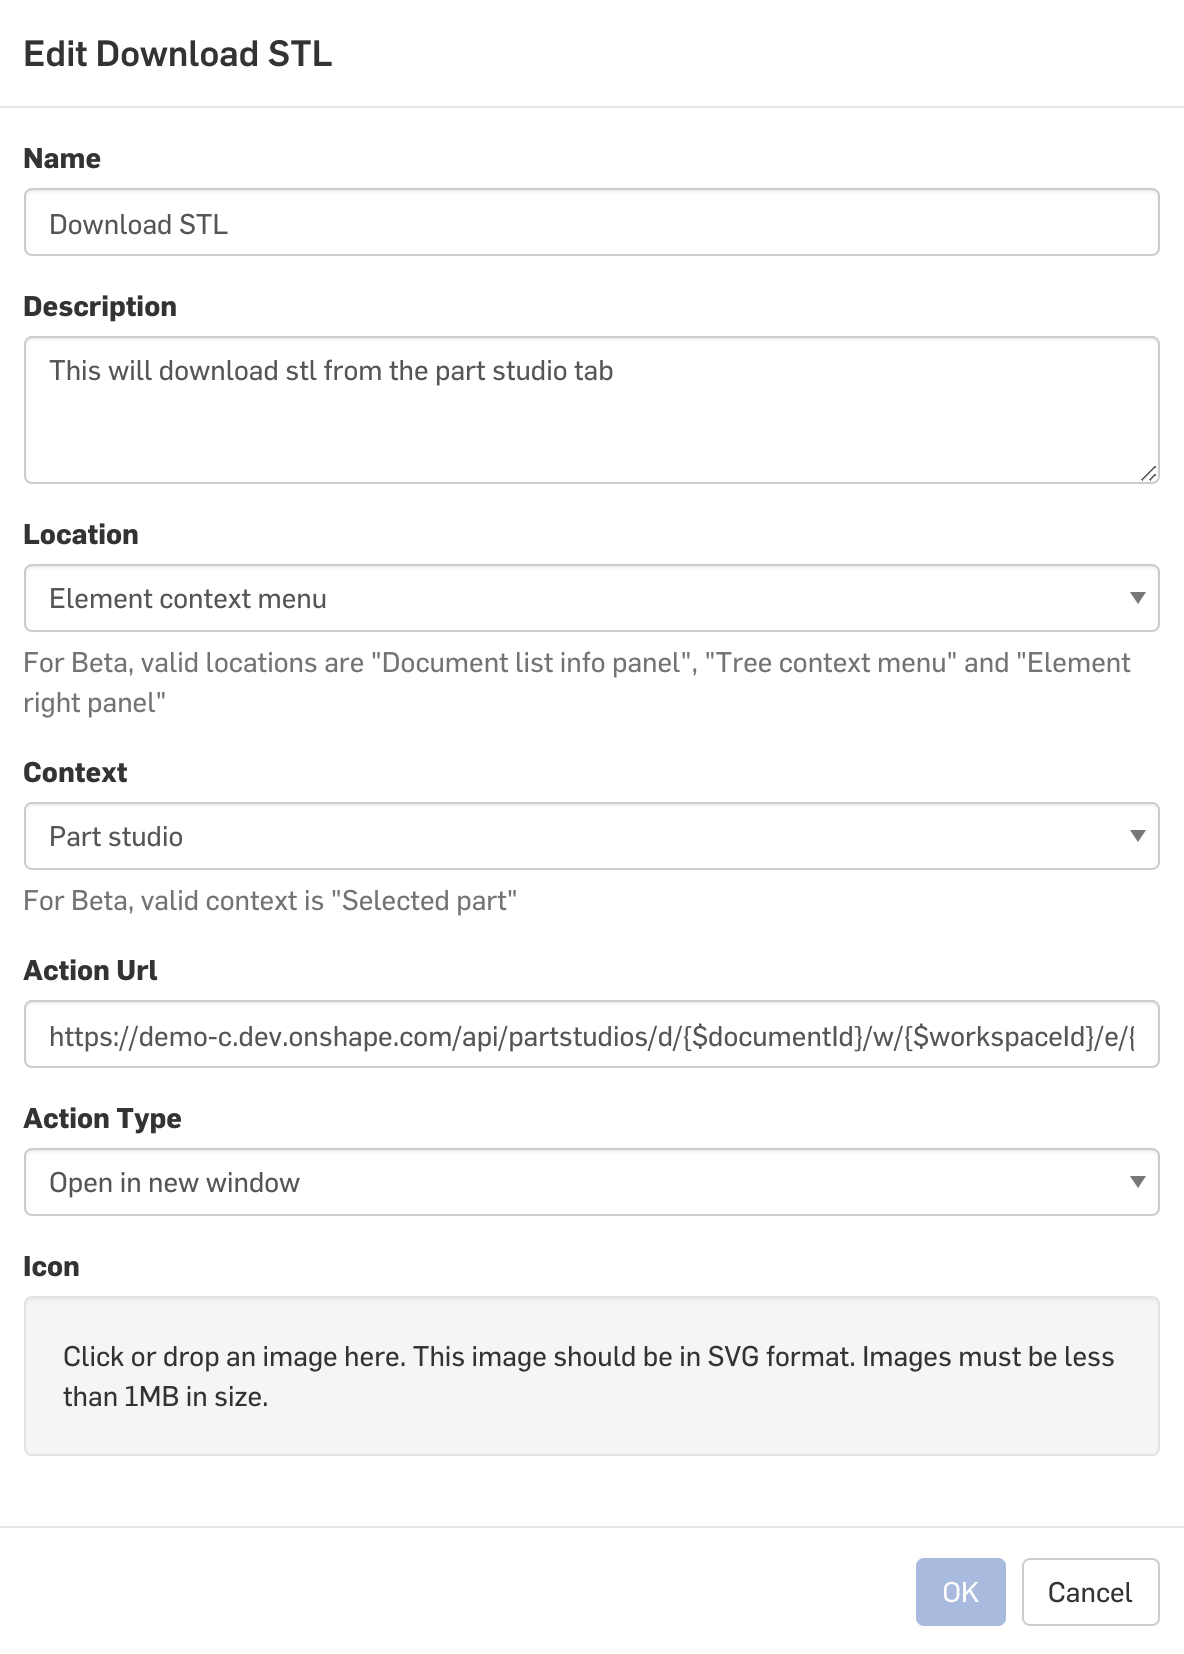 Edit Download STL
Name
Download STL
Description
This will download stl from the part studio tab
Location
Element context menu
For Beta, valid locations are "Document list info panel", "Tree context menu" and "Element
right panel"
Context
Part studio
For Beta, valid context is "Selected part"
Action Url
https://demo-c.dev.onshape.com/api/partstudios/d/{$documentId}/w/{$workspaceId}/e/{
Action Type
Open in new window
Icon
Click or drop an image here. This image should be in SVG format. Images must be less
than 1MB in size.
OK
Cancel